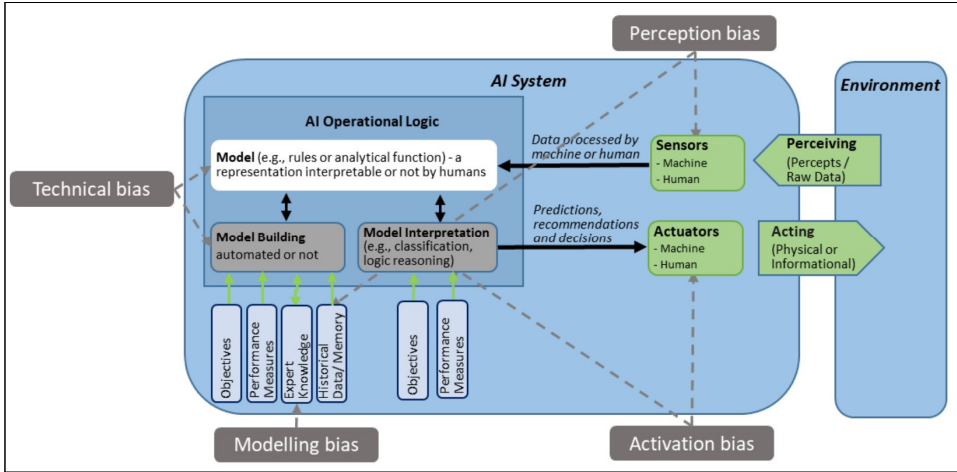 Perception bias
AI System
Environment
AI Operational Logic
Model (e.g., rules or analytical function) - a
representation interpretable or not by humans
Data processed by
machine or human
Sensors
- Machine
- Human
Perceiving
(Percepts /
Raw Data)
Technical bias
Model Building
automated or not
Model Interpretation
(e.g., classification,
logic reasoning)
Predictions,
recommendations
and decisions
Actuators
- Machine
- Human
Acting
(Physical or
Informational)
Objectives
Performance
Measures
Expert
Knowledge
Historical
Data/ Memory
Objectives
Performance
Measures
Modelling bias
Activation bias